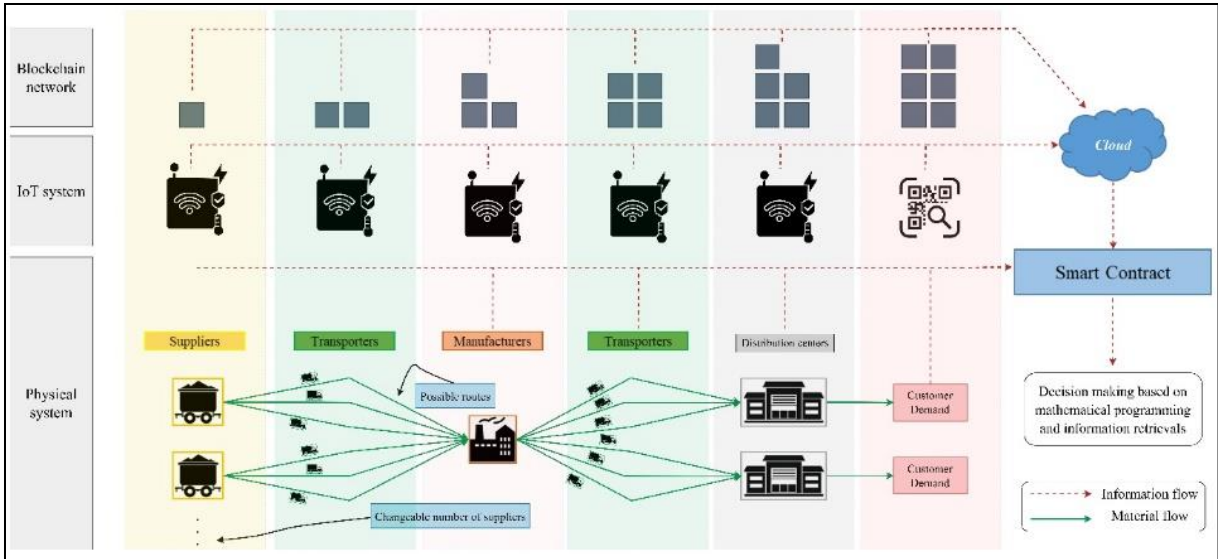 Blockchain
network
Cloud
IoT system
Smart Contract
Suppliers
Transporters
Manufacturers
Transporters
Distribution centers
Possible routes
Physical
system
Customer
Demand
Customer
Demand
Changeable number of suppliers
Decision making based on
mathematical programming
and information retrievals
Information flow
Material flow